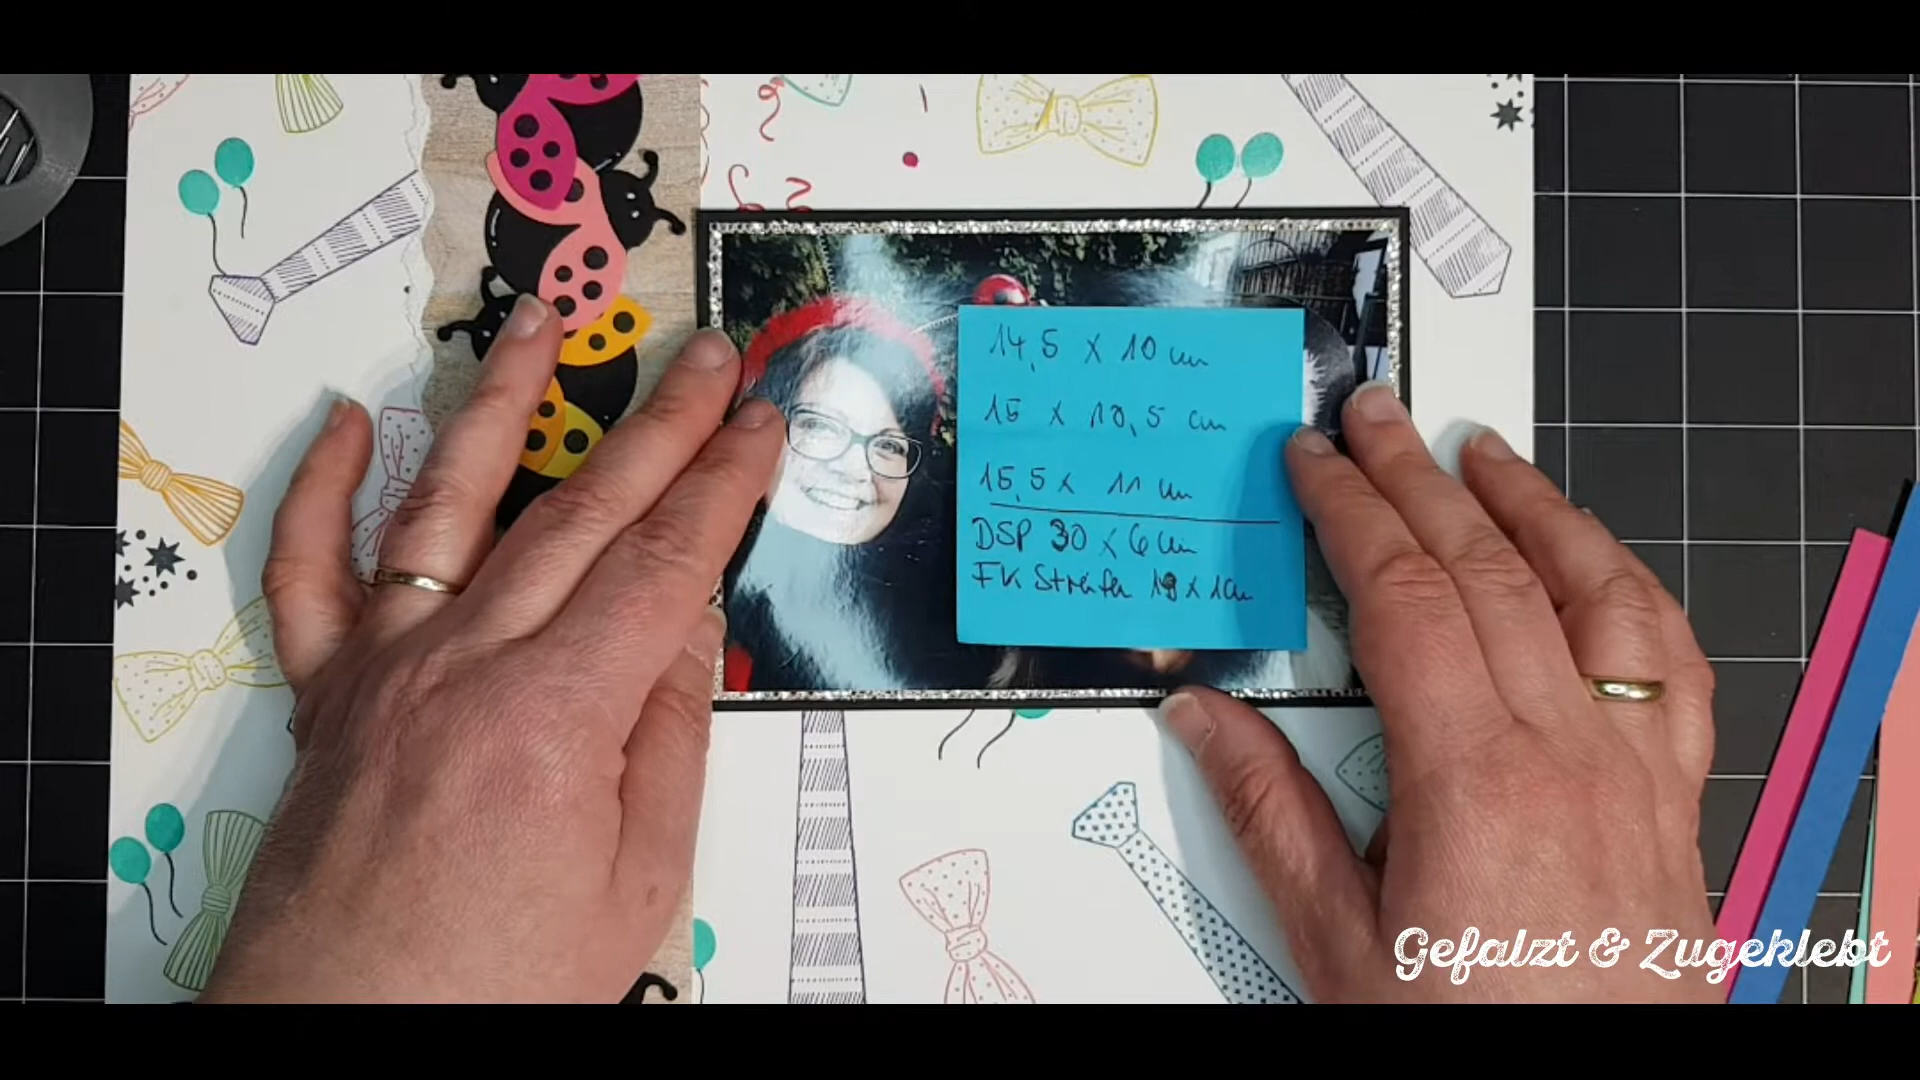 14,5 x 10 cm
15 x 10,5 cm
15,5 x 11 cm
DSP 30 x 6 cm
FK Streifen 19 x 1cm
Gefalzt & Zugeklebt